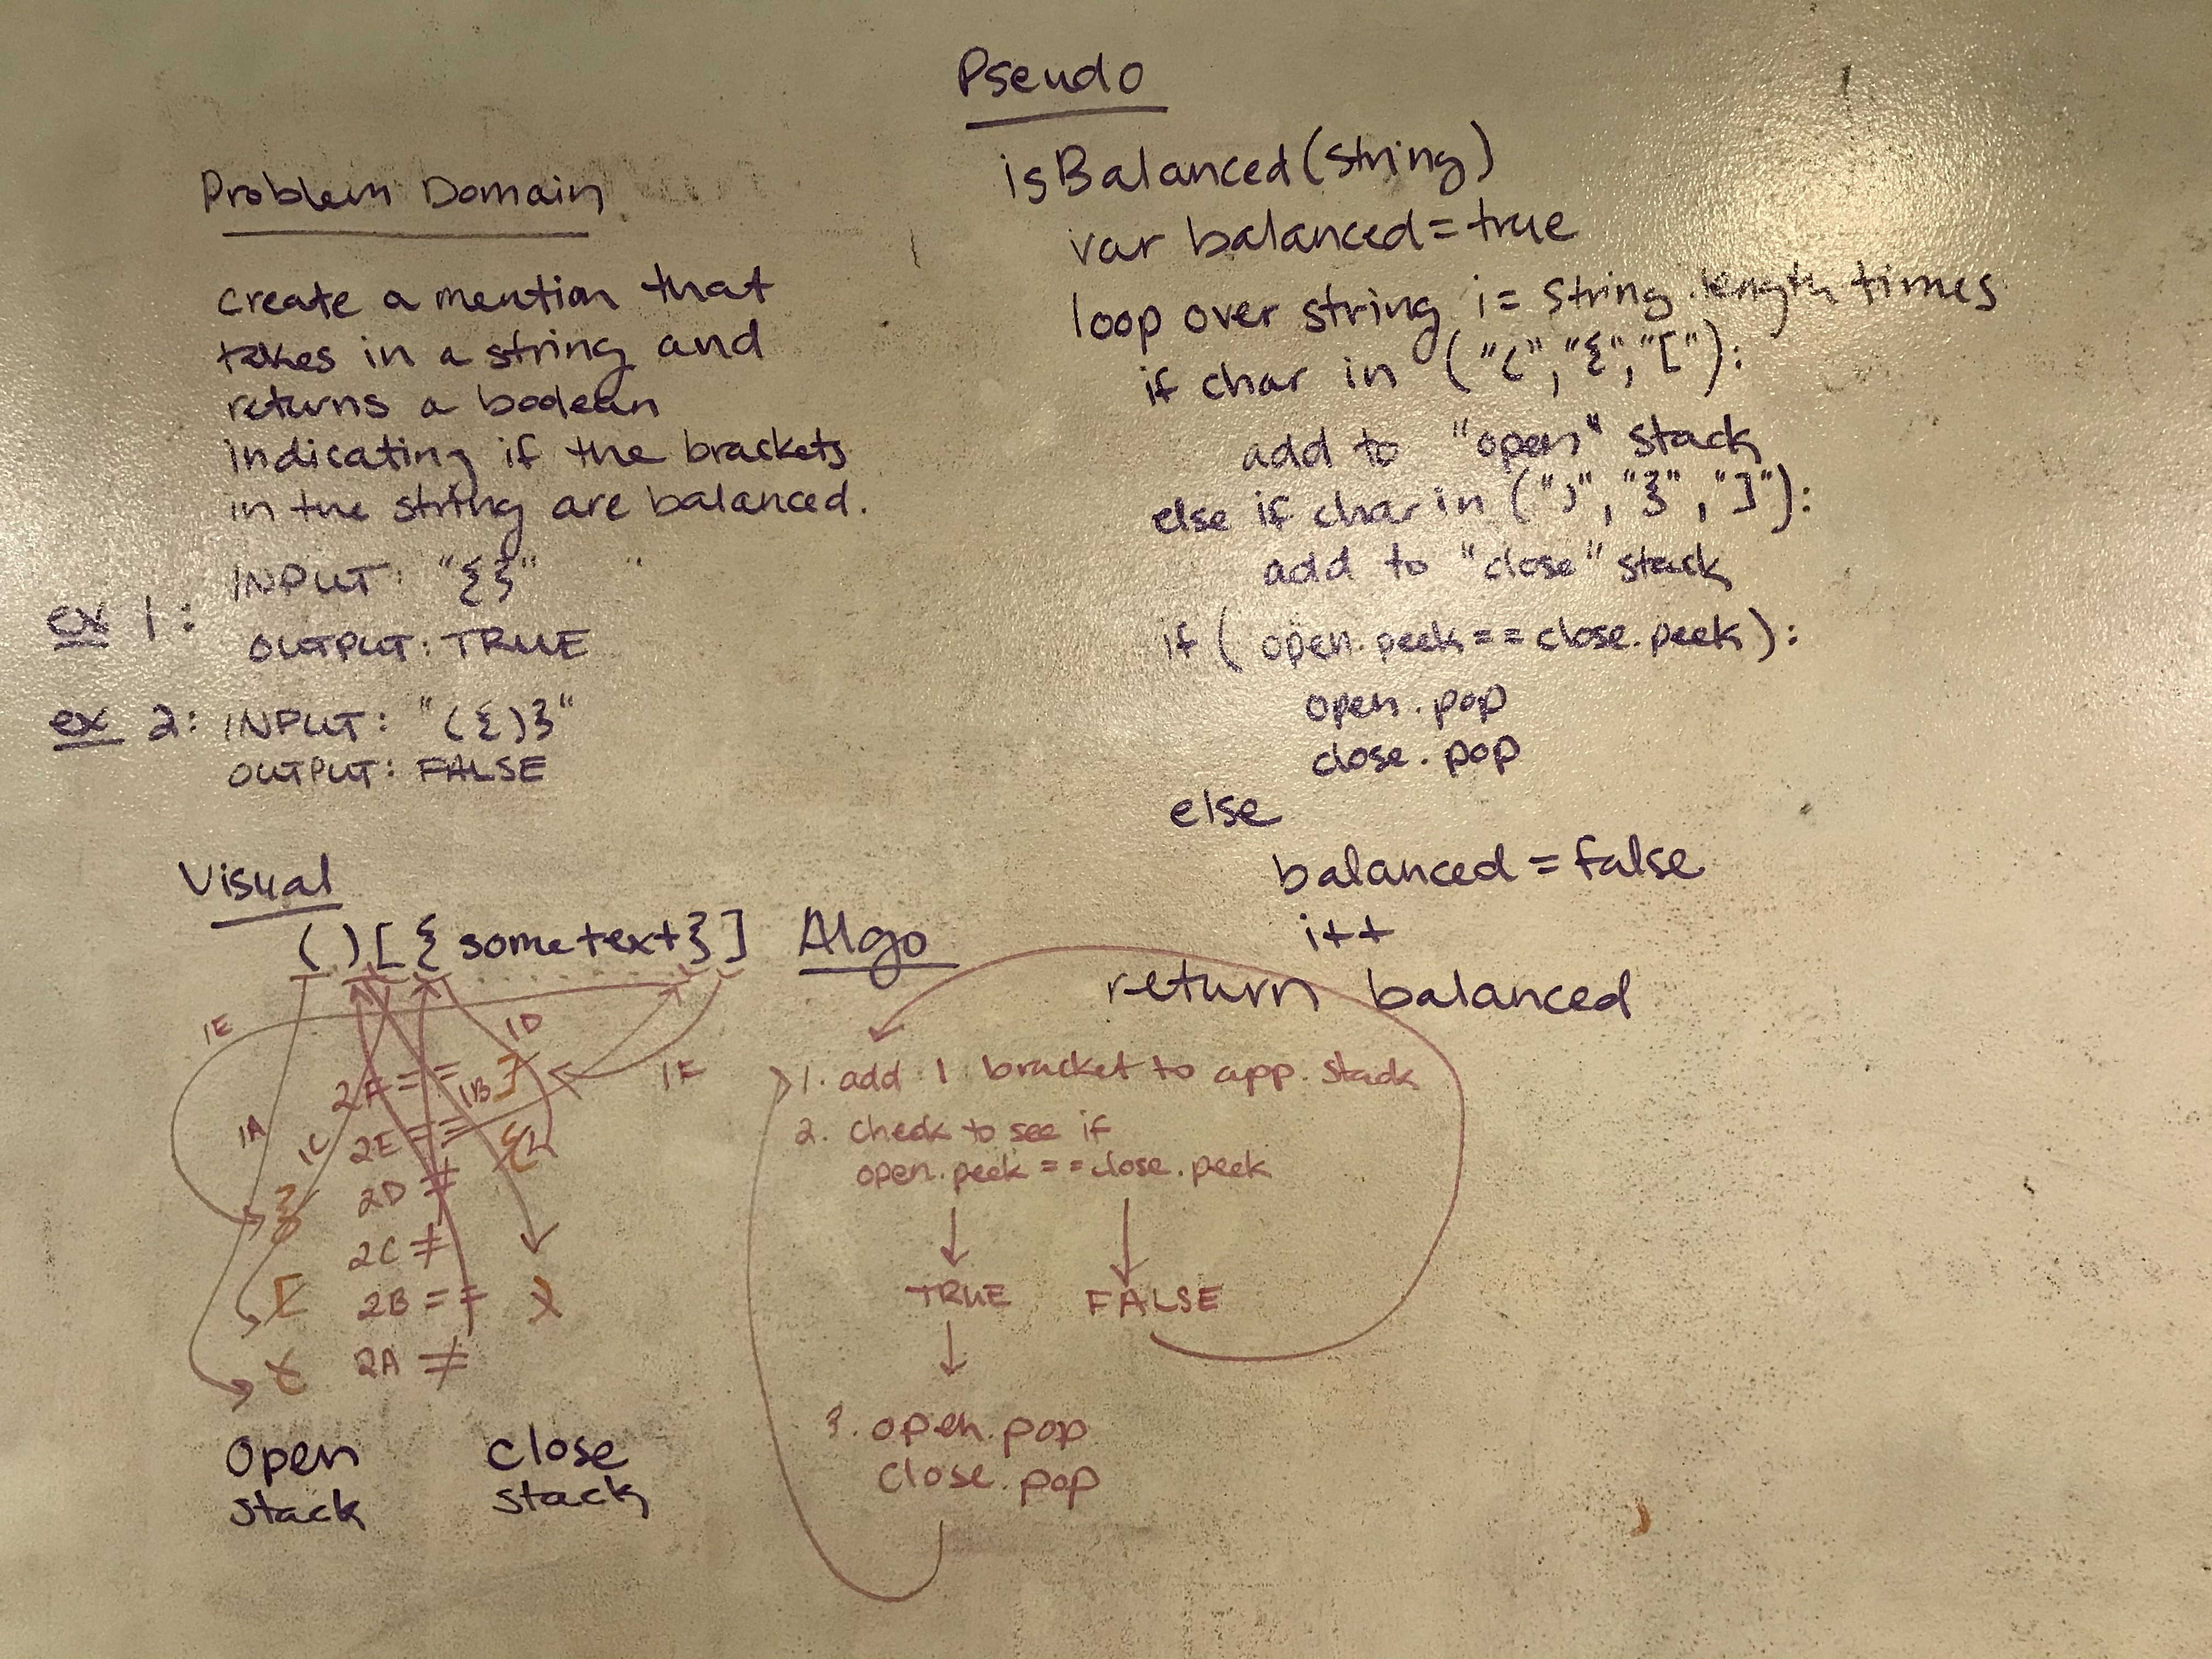 Problem Domain
create a mention that
takes in a string and
returns a boolean
indicating if the brackets
in the string are balanced.
ex 1: INPUT: "{}" "
OUTPUT: TRUE
ex 2: INPUT: "({)}"
OUTPUT: FALSE
Pseudo
isBalanced(string)
var balanced=true
loop over string i= string.length times
if char in ("(","{","["):
add to "open" stack
else if char in (")","}","]"):
add to "close" stack
if (open.peek==close.peek):
open.pop
close.pop
else
balanced=false
i++
return balanced
Visual
()[{some text}]
1E
1D
1F
2F ==
1B
}
1A
1C
2E ==
{
2D ≠
2C ≠
[
2B ==
)
(
2A ≠
Open
stack
close
stack
Algo
1. add 1 bracket to app. stack
2. check to see if
open.peek ==close.peek
TRUE FALSE
3. open.pop
close.pop
)